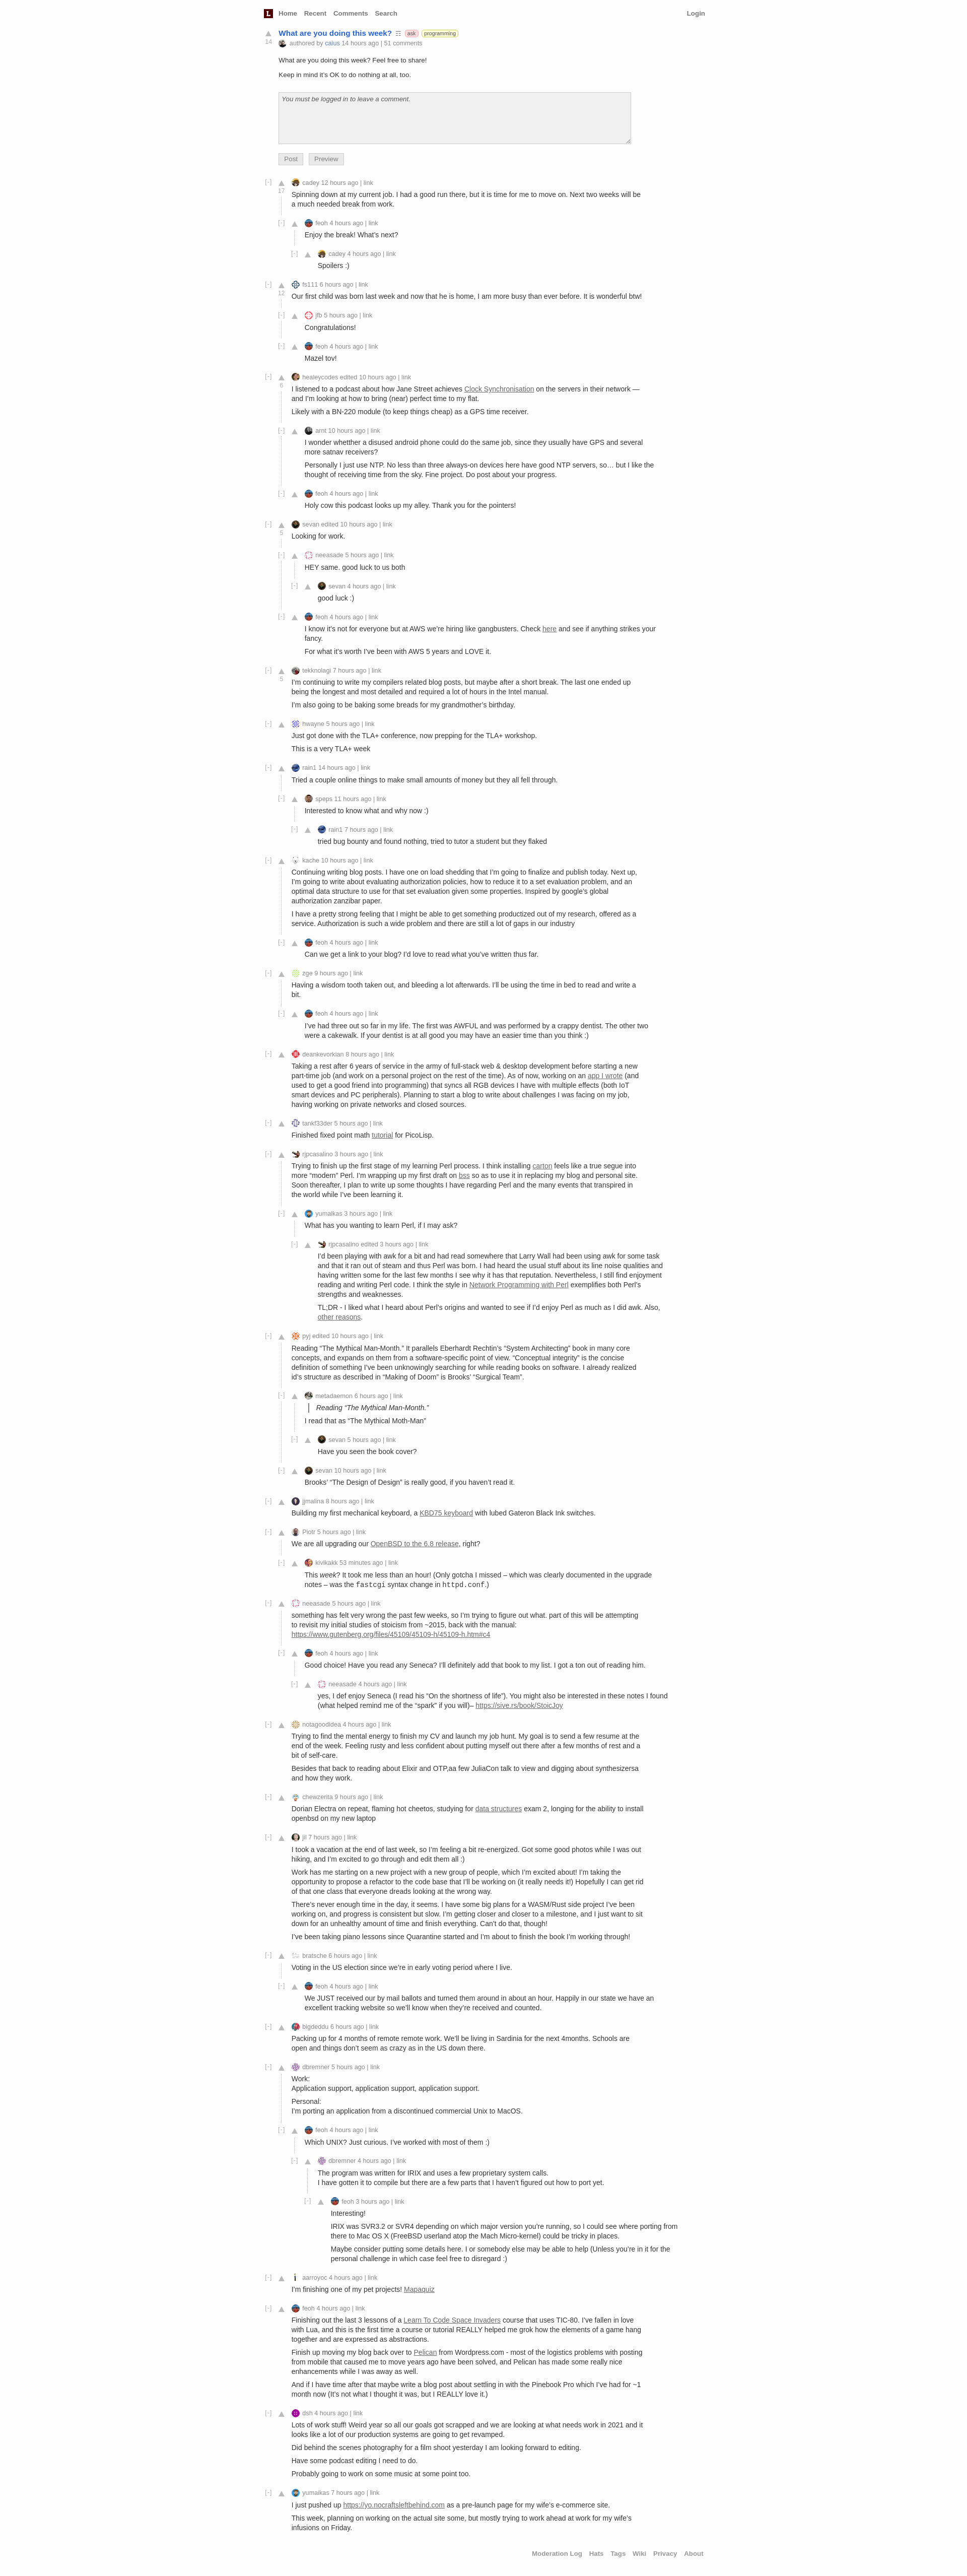 L Home Recent Comments Search Login
What are you doing this week? ask programming
14 authored by caius 14 hours ago | 51 comments
What are you doing this week? Feel free to share!
Keep in mind it's OK to do nothing at all, too.
You must be logged in to leave a comment.
Post Preview
[-] cadey 12 hours ago | link
17 Spinning down at my current job. I had a good run there, but it is time for me to move on. Next two weeks will be
a much needed break from work.
[-] feoh 4 hours ago | link
Enjoy the break! What's next?
[-] cadey 4 hours ago | link
Spoilers :)
[-] fs111 6 hours ago | link
12 Our first child was born last week and now that he is home, I am more busy than ever before. It is wonderful btw!
[-] jfb 5 hours ago | link
Congratulations!
[-] feoh 4 hours ago | link
Mazel tov!
[-] healeycodes edited 10 hours ago | link
6 I listened to a podcast about how Jane Street achieves Clock Synchronisation on the servers in their network —
and I'm looking at how to bring (near) perfect time to my flat.
Likely with a BN-220 module (to keep things cheap) as a GPS time receiver.
[-] arnt 10 hours ago | link
I wonder whetther a disused android phone could do the same job, since they usually have GPS and several
more satnav receivers?
Personally I just use NTP. No less than three always-on devices here have good NTP servers, so… but I like the
thought of receiving time from the sky. Fine project. Do post about your progress.
[-] feoh 4 hours ago | link
Holy cow this podcast looks up my alley. Thank you for the pointers!
[-] sevan edited 10 hours ago | link
5 Looking for work.
[-] neeasade 5 hours ago | link
HEY same. good luck to us both
[-] sevan 4 hours ago | link
good luck :)
[-] feoh 4 hours ago | link
I know it's not for everyone but at AWS we're hiring like gangbusters. Check here and see if anything strikes your
fancy.
For what it's worth I've been with AWS 5 years and LOVE it.
[-] tekknolagi 7 hours ago | link
5 I'm continuing to write my compilers related blog posts, but maybe after a short break. The last one ended up
being the longest and most detailed and required a lot of hours in the Intel manual.
I'm also going to be baking some breads for my grandmother's birthday.
[-] hwayne 5 hours ago | link
Just got done with the TLA+ conference, now prepping for the TLA+ workshop.
This is a very TLA+ week
[-] rain1 14 hours ago | link
Tried a couple online things to make small amounts of money but they all fell through.
[-] speps 11 hours ago | link
Interested to know what and why now :)
[-] rain1 7 hours ago | link
tried bug bounty and found nothing, tried to tutor a student but they flaked
[-] kache 10 hours ago | link
Continuing writing blog posts. I have one on load shedding that I'm going to finalize and publish today. Next up,
I'm going to write about evaluating authorization policies, how to reduce it to a set evaluation problem, and an
optimal data structure to use for that set evaluation given some properties. Inspired by google's global
authorization zanzibar paper.
I have a pretty strong feeling that I might be able to get something productized out of my research, offered as a
service. Authorization is such a wide problem and there are still a lot of gaps in our industry
[-] feoh 4 hours ago | link
Can we get a link to your blog? I'd love to read what you've written thus far.
[-] zge 9 hours ago | link
Having a wisdom tooth taken out, and bleeding a lot afterwards. I'll be using the time in bed to read and write a
bit.
[-] feoh 4 hours ago | link
I've had three out so far in my life. The first was AWFUL and was performed by a crappy dentist. The other two
were a cakewalk. If your dentist is at all good you may have an easier time than you think :)
[-] deankevorkian 8 hours ago | link
Taking a rest after 6 years of service in the army of full-stack web & desktop development before starting a new
part-time job (and work on a personal project on the rest of the time). As of now, working on an app I wrote (and
used to get a good friend into programming) that syncs all RGB devices I have with multiple effects (both IoT
smart devices and PC peripherals). Planning to start a blog to write about challenges I was facing on my job,
having working on private networks and closed sources.
[-] tankf33der 5 hours ago | link
Finished fixed point math tutorial for PicoLisp.
[-] rjpcasalino 3 hours ago | link
Trying to finish up the first stage of my learning Perl process. I think installing carton feels like a true segue into
more “modern” Perl. I'm wrapping up my first draft on bss so as to use it in replacing my blog and personal site.
Soon thereafter, I plan to write up some thoughts I have regarding Perl and the many events that transpired in
the world while I've been learning it.
[-] yumaikas 3 hours ago | link
What has you wanting to learn Perl, if I may ask?
[-] rjpcasalino edited 3 hours ago | link
I'd been playing with awk for a bit and had read somewhere that Larry Wall had been using awk for some task
and that it ran out of steam and thus Perl was born. I had heard the usual stuff about its line noise qualities and
having written some for the last few months I see why it has that reputation. Nevertheless, I still find enjoyment
reading and writing Perl code. I think the style in Network Programming with Perl exemplifies both Perl's
strengths and weaknesses.
TL;DR - I liked what I heard about Perl's origins and wanted to see if I'd enjoy Perl as much as I did awk. Also,
other reasons.
[-] pyj edited 10 hours ago | link
Reading “The Mythical Man-Month.” It parallels Eberhardt Rechtin's “System Architecting” book in many core
concepts, and expands on them from a software-specific point of view. “Conceptual integrity” is the concise
definition of something I've been unknowingly searching for while reading books on software. I already realized
id's structure as described in “Making of Doom” is Brooks' “Surgical Team”.
[-] metadaemon 6 hours ago | link
Reading “The Mythical Man-Month.”
I read that as “The Mythical Moth-Man”
[-] sevan 5 hours ago | link
Have you seen the book cover?
[-] sevan 10 hours ago | link
Brooks' “The Design of Design” is really good, if you haven't read it.
[-] jjmalina 8 hours ago | link
Building my first mechanical keyboard, a KBD75 keyboard with lubed Gateron Black Ink switches.
[-] Piotr 5 hours ago | link
We are all upgrading our OpenBSD to the 6.8 release, right?
[-] kivikakk 53 minutes ago | link
This week? It took me less than an hour! (Only gotcha I missed – which was clearly documented in the upgrade
notes – was the fastcgi syntax change in httpd.conf.)
[-] neeasade 5 hours ago | link
something has felt very wrong the past few weeks, so I'm trying to figure out what. part of this will be attempting
to revisit my initial studies of stoicism from ~2015, back with the manual:
https://www.gutenberg.org/files/45109/45109-h/45109-h.htm#c4
[-] feoh 4 hours ago | link
Good choice! Have you read any Seneca? I'll definitely add that book to my list. I got a ton out of reading him.
[-] neeasade 4 hours ago | link
yes, I def enjoy Seneca (I read his “On the shortness of life”). You might also be interested in these notes I found
(what helped remind me of the “spark” if you will)– https://sive.rs/book/StoicJoy
[-] notagoodidea 4 hours ago | link
Trying to find the mental energy to finish my CV and launch my job hunt. My goal is to send a few resume at the
end of the week. Feeling rusty and less confident about putting myself out there after a few months of rest and a
bit of self-care.
Besides that back to reading about Elixir and OTP,aa few JuliaCon talk to view and digging about synthesizersa
and how they work.
[-] chewzerita 9 hours ago | link
Dorian Electra on repeat, flaming hot cheetos, studying for data structures exam 2, longing for the ability to install
openbsd on my new laptop
[-] jil 7 hours ago | link
I took a vacation at the end of last week, so I'm feeling a bit re-energized. Got some good photos while I was out
hiking, and I'm excited to go through and edit them all :)
Work has me starting on a new project with a new group of people, which I'm excited about! I'm taking the
opportunity to propose a refactor to the code base that I'll be working on (it really needs it!) Hopefully I can get rid
of that one class that everyone dreads looking at the wrong way.
There's never enough time in the day, it seems. I have some big plans for a WASM/Rust side project I've been
working on, and progress is consistent but slow. I'm getting closer and closer to a milestone, and I just want to sit
down for an unhealthy amount of time and finish everything. Can't do that, though!
I've been taking piano lessons since Quarantine started and I'm about to finish the book I'm working through!
[-] bratsche 6 hours ago | link
Voting in the US election since we're in early voting period where I live.
[-] feoh 4 hours ago | link
We JUST received our by mail ballots and turned them around in about an hour. Happily in our state we have an
excellent tracking website so we'll know when they're received and counted.
[-] bigdeddu 6 hours ago | link
Packing up for 4 months of remote remote work. We'll be living in Sardinia for the next 4months. Schools are
open and things don't seem as crazy as in the US down there.
[-] dbremner 5 hours ago | link
Work:
Application support, application support, application support.
Personal:
I'm porting an application from a discontinued commercial Unix to MacOS.
[-] feoh 4 hours ago | link
Which UNIX? Just curious. I've worked with most of them :)
[-] dbremner 4 hours ago | link
The program was written for IRIX and uses a few proprietary system calls.
I have gotten it to compile but there are a few parts that I haven't figured out how to port yet.
[-] feoh 3 hours ago | link
Interesting!
IRIX was SVR3.2 or SVR4 depending on which major version you're running, so I could see where porting from
there to Mac OS X (FreeBSD userland atop the Mach Micro-kernel) could be tricky in places.
Maybe consider putting some details here. I or somebody else may be able to help (Unless you're in it for the
personal challenge in which case feel free to disregard :)
[-] aarroyoc 4 hours ago | link
I'm finishing one of my pet projects! Mapaquiz
[-] feoh 4 hours ago | link
Finishing out the last 3 lessons of a Learn To Code Space Invaders course that uses TIC-80. I've fallen in love
with Lua, and this is the first time a course or tutorial REALLY helped me grok how the elements of a game hang
together and are expressed as abstractions.
Finish up moving my blog back over to Pelican from Wordpress.com - most of the logistics problems with posting
from mobile that caused me to move years ago have been solved, and Pelican has made some really nice
enhancements while I was away as well.
And if I have time after that maybe write a blog post about settling in with the Pinebook Pro which I've had for ~1
month now (It's not what I thought it was, but I REALLY love it.)
[-] dsh 4 hours ago | link
Lots of work stuff! Weird year so all our goals got scrapped and we are looking at what needs work in 2021 and it
looks like a lot of our production systems are going to get revamped.
Did behind the scenes photography for a film shoot yesterday I am looking forward to editing.
Have some podcast editing I need to do.
Probably going to work on some music at some point too.
[-] yumaikas 7 hours ago | link
I just pushed up https://yo.nocraftsleftbehind.com as a pre-launch page for my wife's e-commerce site.
This week, planning on working on the actual site some, but mostly trying to work ahead at work for my wife's
infusions on Friday.
Moderation Log Hats Tags Wiki Privacy About